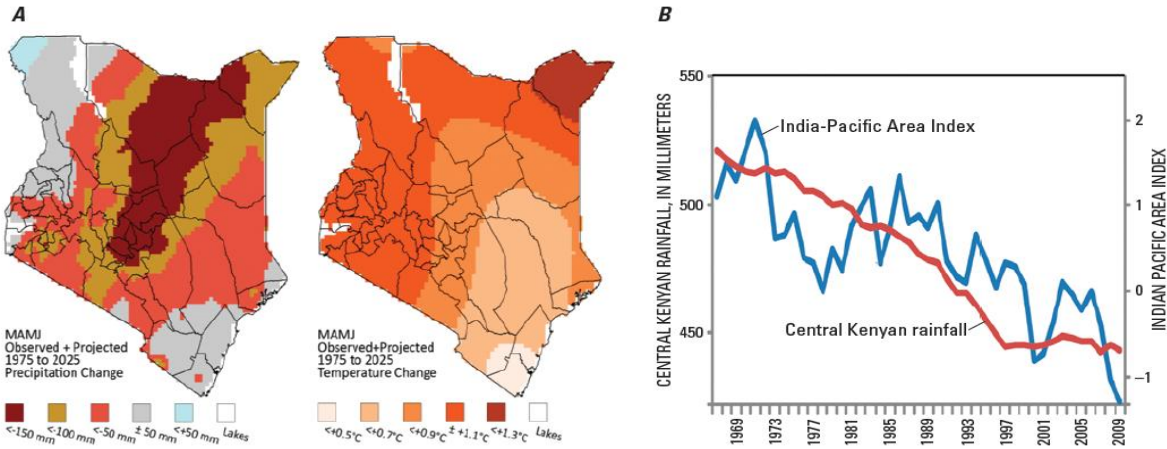 A
MAMJ
Observed + Projected
1975 to 2025
Precipitation Change
<-150 mm
<-100 mm
<-50 mm
± 50 mm
<+50 mm
Lakes
MAMJ
Observed+Projected
1975 to 2025
Temperature Change
<+0.5°C
<+0.7°C
<+0.9°C
± +1.1°C
<+1.3°C
Lakes
B
CENTRAL KENYAN RAINFALL, IN MILLIMETERS
550
500
450
India-Pacific Area Index
Central Kenyan rainfall
2
1
0
−1
INDIAN PACIFIC AREA INDEX
1969
1973
1977
1981
1985
1989
1993
1997
2001
2005
2009